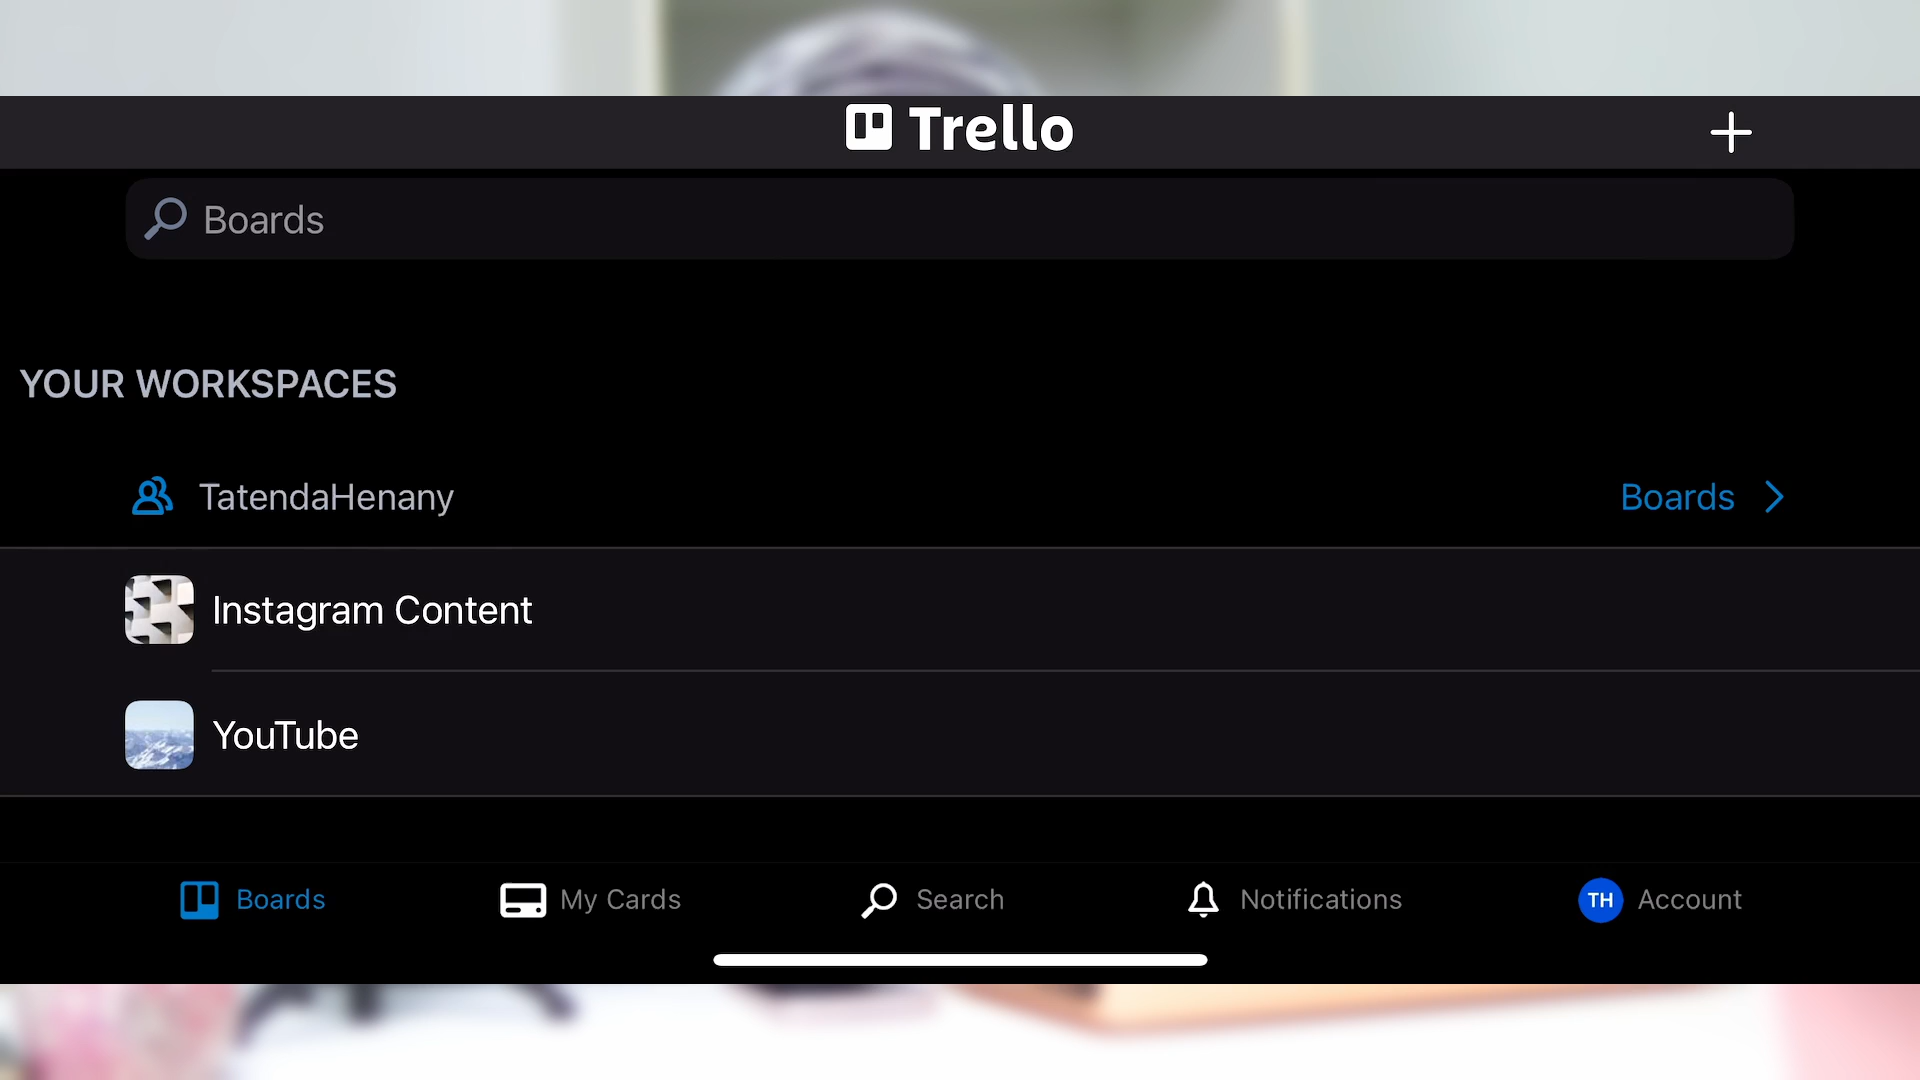 Trello
Boards
YOUR WORKSPACES
TatendaHenany
Boards
Instagram Content
YouTube
Boards
My Cards
Search
Notifications
TH
Account